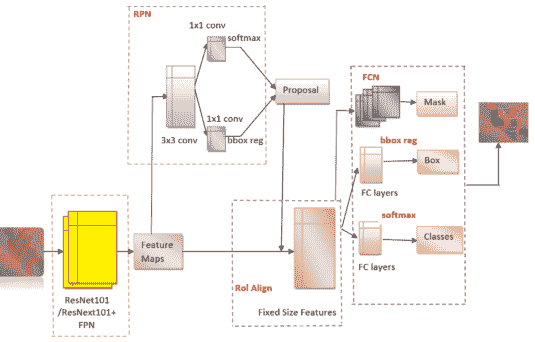 RPN
1x1 conv
softmax
1x1 conv
3x3 conv
bbox reg
Proposal
FCN
Mask
bbox reg
Box
FC layers
softmax
Classes
FC layers
Feature
Maps
RoI Align
Fixed Size Features
ResNet101
/ResNext101+
FPN